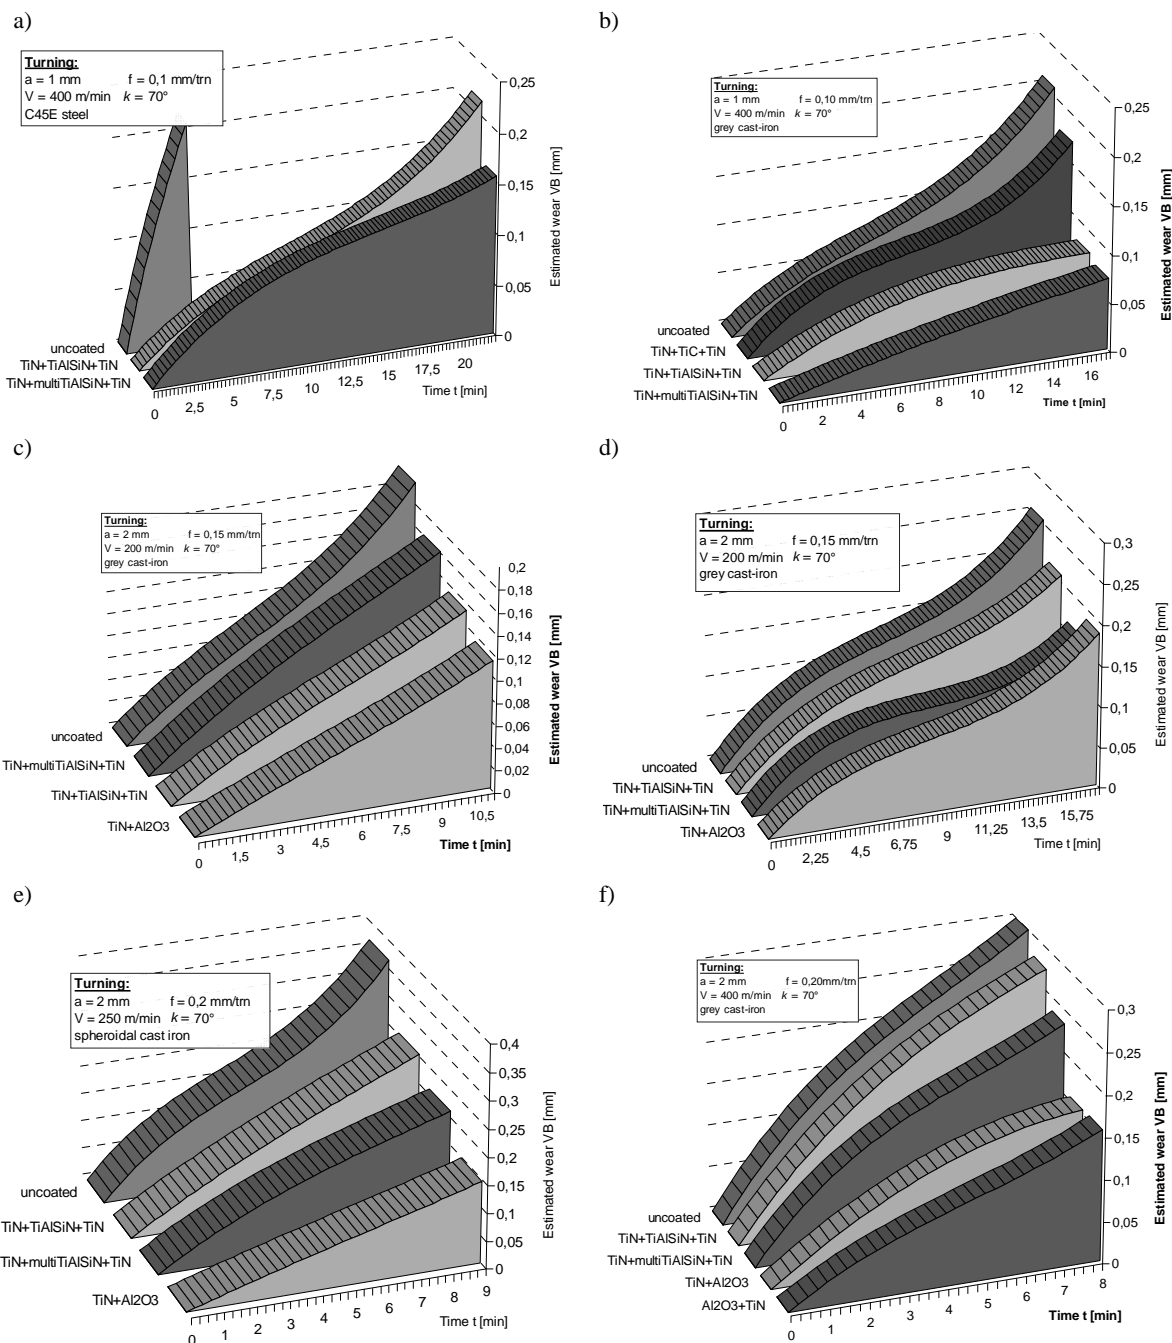 a)
Turning:
a = 1 mm f = 0,1 mm/trn
V = 400 m/min k = 70°
C45E steel
0,25
0,2
0,15
0,1
0,05
0
Estimated wear VB [mm]
uncoated
TiN+TiAlSiN+TiN
TiN+multiTiAlSiN+TiN
0 2,5 5 7,5 10 12,5 15 17,5 20
Time t [min]
b)
Turning:
a = 1 mm f = 0,10 mm/trn
V = 400 m/min k = 70°
grey cast-iron
0,25
0,2
0,15
0,1
0,05
0
Estimated wear VB [mm]
uncoated
TiN+TiC+TiN
TiN+TiAlSiN+TiN
TiN+multiTiAlSiN+TiN
0 2 4 6 8 10 12 14 16
Time t [min]
c)
Turning:
a = 2 mm f = 0,15 mm/trn
V = 200 m/min k = 70°
grey cast-iron
0,2
0,18
0,16
0,14
0,12
0,1
0,08
0,06
0,04
0,02
0
Estimated wear VB [mm]
uncoated
TiN+multiTiAlSiN+TiN
TiN+TiAlSiN+TiN
TiN+Al2O3
0 1,5 3 4,5 6 7,5 9 10,5
Time t [min]
d)
Turning:
a = 2 mm f = 0,15 mm/trn
V = 200 m/min k = 70°
grey cast-iron
0,3
0,25
0,2
0,15
0,1
0,05
0
Estimated wear VB [mm]
uncoated
TiN+TiAlSiN+TiN
TiN+multiTiAlSiN+TiN
TiN+Al2O3
0 2,25 4,5 6,75 9 11,25 13,5 15,75
Time t [min]
e)
Turning:
a = 2 mm f = 0,2 mm/trn
V = 250 m/min k = 70°
spheroidal cast iron
0,4
0,35
0,3
0,25
0,2
0,15
0,1
0,05
0
Estimated wear VB [mm]
uncoated
TiN+TiAlSiN+TiN
TiN+multiTiAlSiN+TiN
TiN+Al2O3
0 1 2 3 4 5 6 7 8 9
Time t [min]
f)
Turning:
a = 2 mm f = 0,20mm/trn
V = 400 m/min k = 70°
grey cast-iron
0,3
0,25
0,2
0,15
0,1
0,05
0
Estimated wear VB [mm]
uncoated
TiN+TiAlSiN+TiN
TiN+multiTiAlSiN+TiN
TiN+Al2O3
Al2O3+TiN
0 1 2 3 4 5 6 7 8
Time t [min]